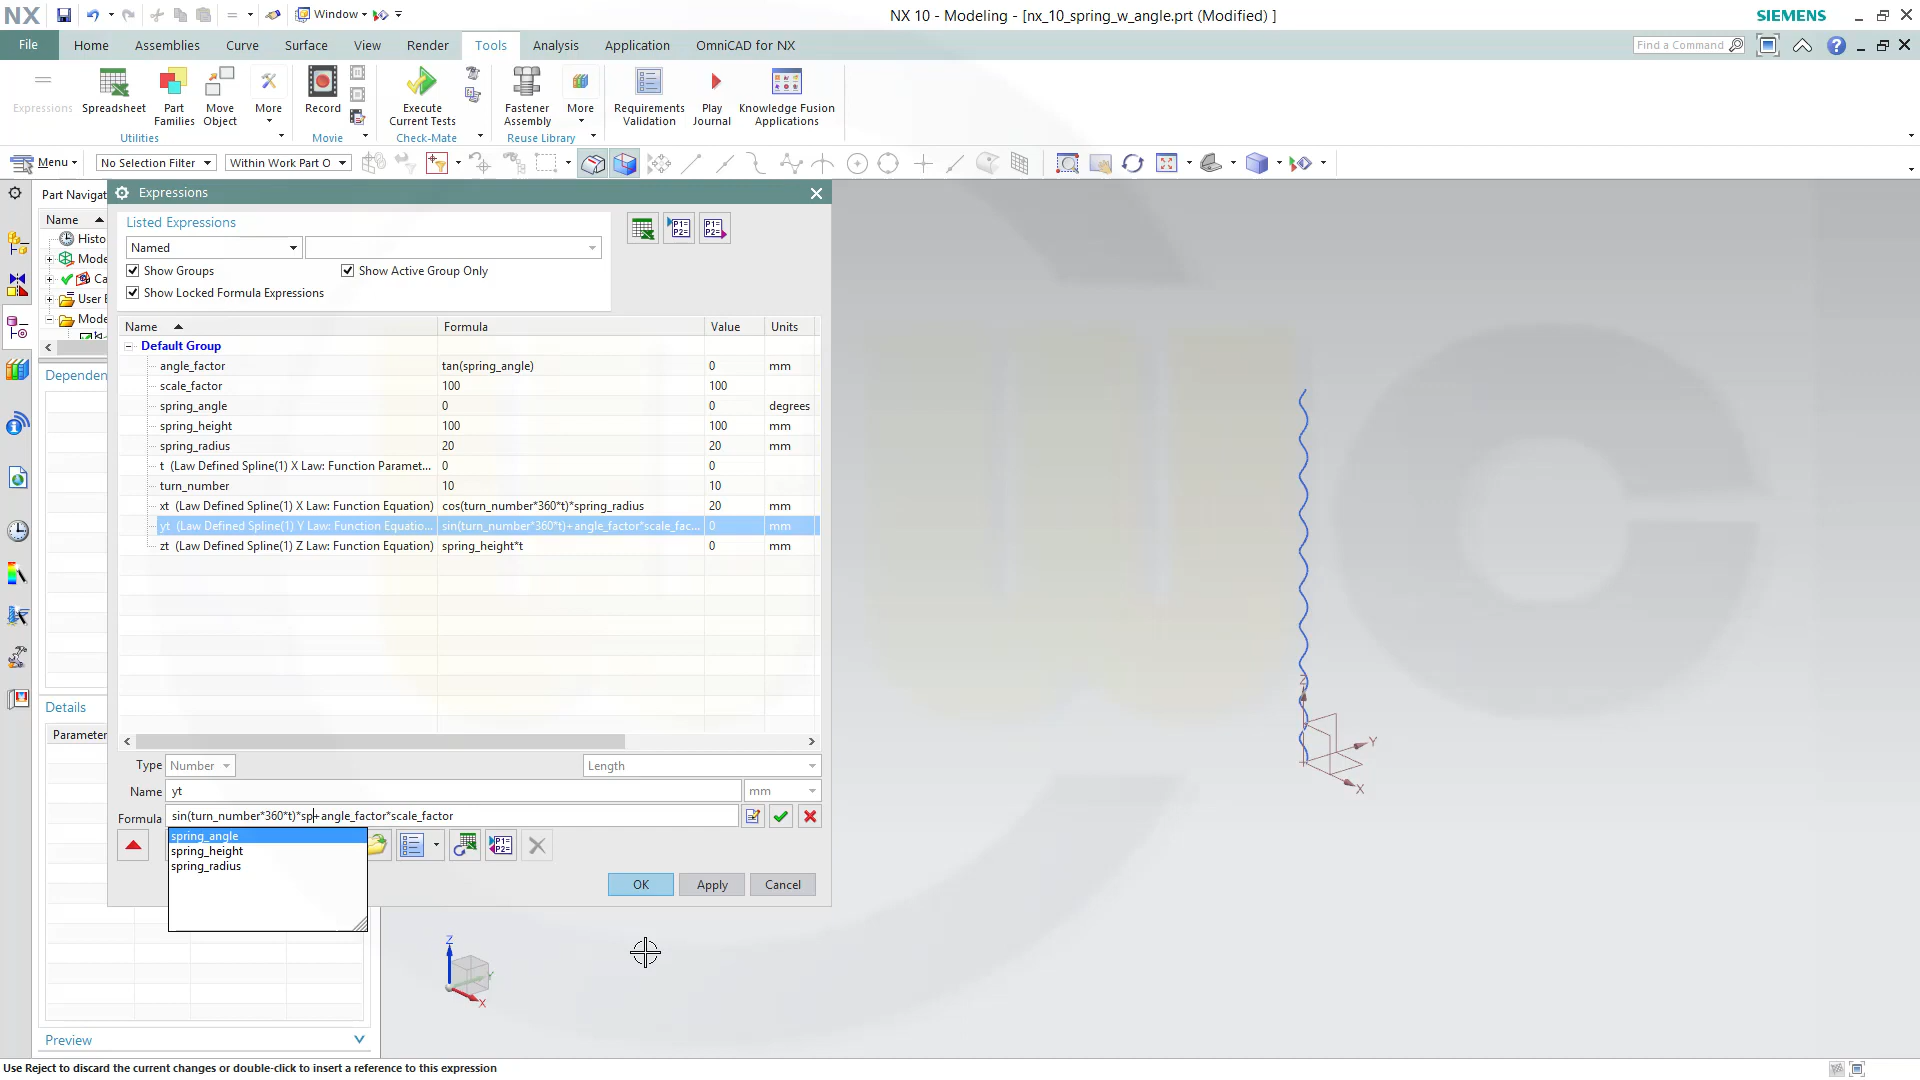 NX
Window
NX 10 - Modeling - [nx_10_spring_w_angle.prt (Modified) ]
SIEMENS
File
Home
Assemblies
Curve
Surface
View
Render
Tools
Analysis
Application
OmniCAD for NX
Find a Command
Expressions
Spreadsheet
Part Families
Move Object
More
Record
Execute Current Tests
Fastener Assembly
More
Requirements Validation
Play Journal
Knowledge Fusion Applications
Utilities
Movie
Check-Mate
Reuse Library
Menu
No Selection Filter
Within Work Part O
Part Navigat
Name
Histo
Mode
Ca
User E
Mode
Dependen
Details
Parameter
Preview
Expressions
Listed Expressions
Named
Show Groups
Show Active Group Only
Show Locked Formula Expressions
P1= P2=
P1= P2=
Name Formula Value Units
Default Group
angle_factor tan(spring_angle) 0 mm
scale_factor 100 100
spring_angle 0 0 degrees
spring_height 100 100 mm
spring_radius 20 20 mm
t (Law Defined Spline(1) X Law: Function Paramet... 0 0
turn_number 10 10
xt (Law Defined Spline(1) X Law: Function Equation) cos(turn_number*360*t)*spring_radius 20 mm
yt (Law Defined Spline(1) Y Law: Function Equatio... sin(turn_number*360*t)+angle_factor*scale_fac... 0 mm
zt (Law Defined Spline(1) Z Law: Function Equation) spring_height*t 0 mm
Type Number Length
Name yt mm
Formula sin(turn_number*360*t)*sp+angle_factor*scale_factor
spring_angle
spring_height
spring_radius
P1= P2=
OK
Apply
Cancel
Z
Y
X
Z
Y
X
Use Reject to discard the current changes or double-click to insert a reference to this expression